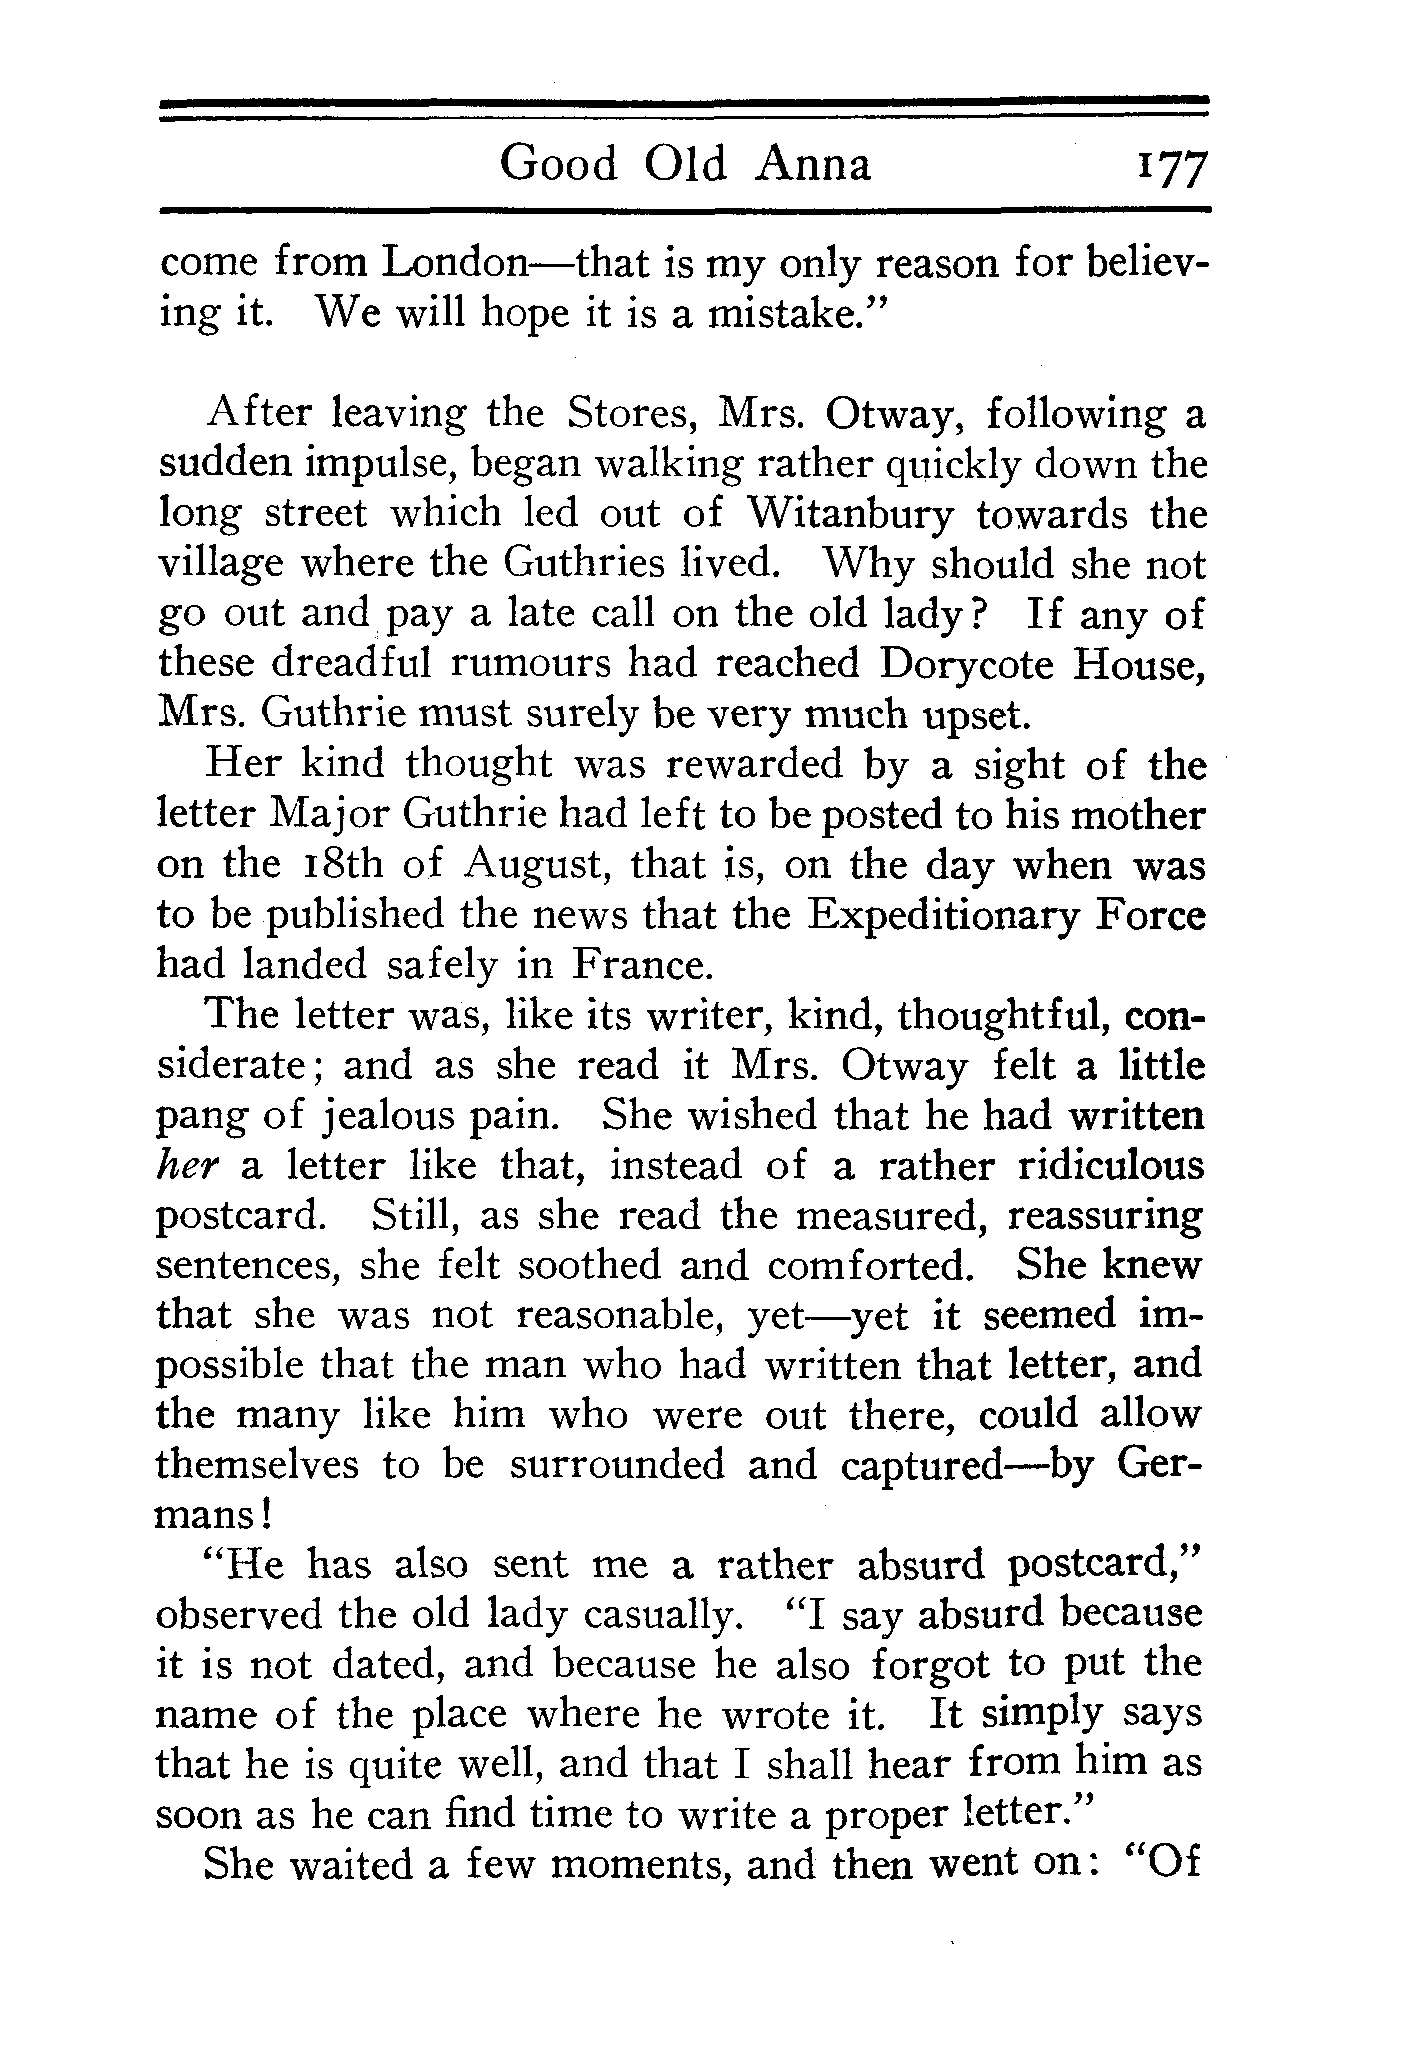 Good Old Anna 177
come from London—that is my only reason for believ-
ing it. We will hope it is a mistake.”
After leaving the Stores, Mrs. Otway, following a
sudden impulse, began walking rather quickly down the
long street which led out of Witanbury towards the
village where the Guthries lived. Why should she not
go out and pay a late call on the old lady? If any of
these dreadful rumours had reached Dorycote House,
Mrs. Guthrie must surely be very much upset.
Her kind thought was rewarded by a sight of the
letter Major Guthrie had left to be posted to his mother
on the 18th of August, that is, on the day when was
to be published the news that the Expeditionary Force
had landed safely in France.
The letter was, like its writer, kind, thoughtful, con-
siderate; and as she read it Mrs. Otway felt a little
pang of jealous pain. She wished that he had written
her a letter like that, instead of a rather ridiculous
postcard. Still, as she read the measured, reassuring
sentences, she felt soothed and comforted. She knew
that she was not reasonable, yet—yet it seemed im-
possible that the man who had written that letter, and
the many like him who were out there, could allow
themselves to be surrounded and captured—by Ger-
mans!
“He has also sent me a rather absurd postcard,”
observed the old lady casually. “I say absurd because
it is not dated, and because he also forgot to put the
name of the place where he wrote it. It simply says
that he is quite well, and that I shall hear from him as
soon as he can find time to write a proper letter.”
She waited a few moments, and then went on: “Of